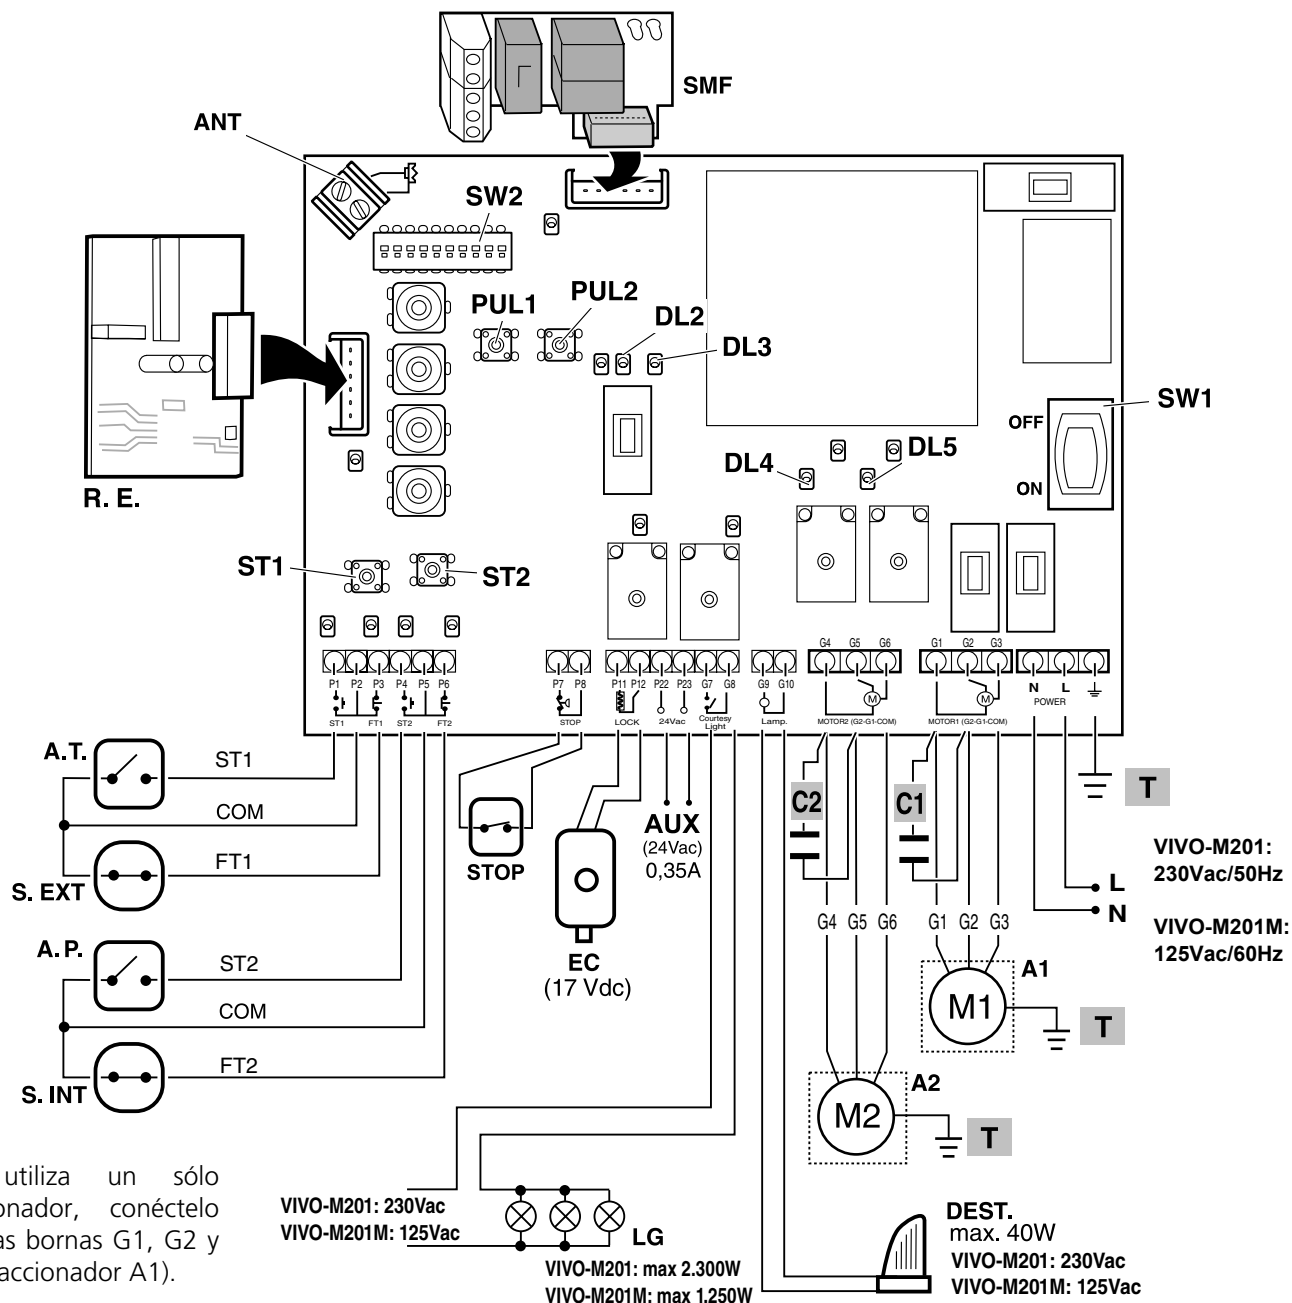 SMF
ANT
SW2
PUL1
PUL2
DL2
DL3
SW1
OFF
ON
DL4
DL5
R. E.
ST1
ST2
G4 G5 G6
G1 G2 G3
P1 P2 P3 P4 P5 P6
P7 P8
P11 P12 P22 P23 G7 G8
G9 G10
N L
POWER
ST1 FT1 ST2 FT2
STOP
LOCK
24Vac
Courtesy
Light
Lamp.
M
MOTOR2 (G2-G1-COM)
M
MOTOR1 (G2-G1-COM)
A.T.
ST1
COM
FT1
S. EXT
A.P.
ST2
COM
FT2
S. INT
STOP
EC
(17 Vdc)
AUX
(24Vac)
0,35A
C2
C1
T
VIVO-M201:
230Vac/50Hz
L
N
VIVO-M201M:
125Vac/60Hz
G4 G5 G6
G1 G2 G3
A1
M1
T
A2
M2
T
utiliza un sólo
onador, conéctelo
as bornas G1, G2 y
accionador A1).
VIVO-M201: 230Vac
VIVO-M201M: 125Vac
LG
VIVO-M201: max 2.300W
VIVO-M201M: max 1.250W
DEST.
max. 40W
VIVO-M201: 230Vac
VIVO-M201M: 125Vac